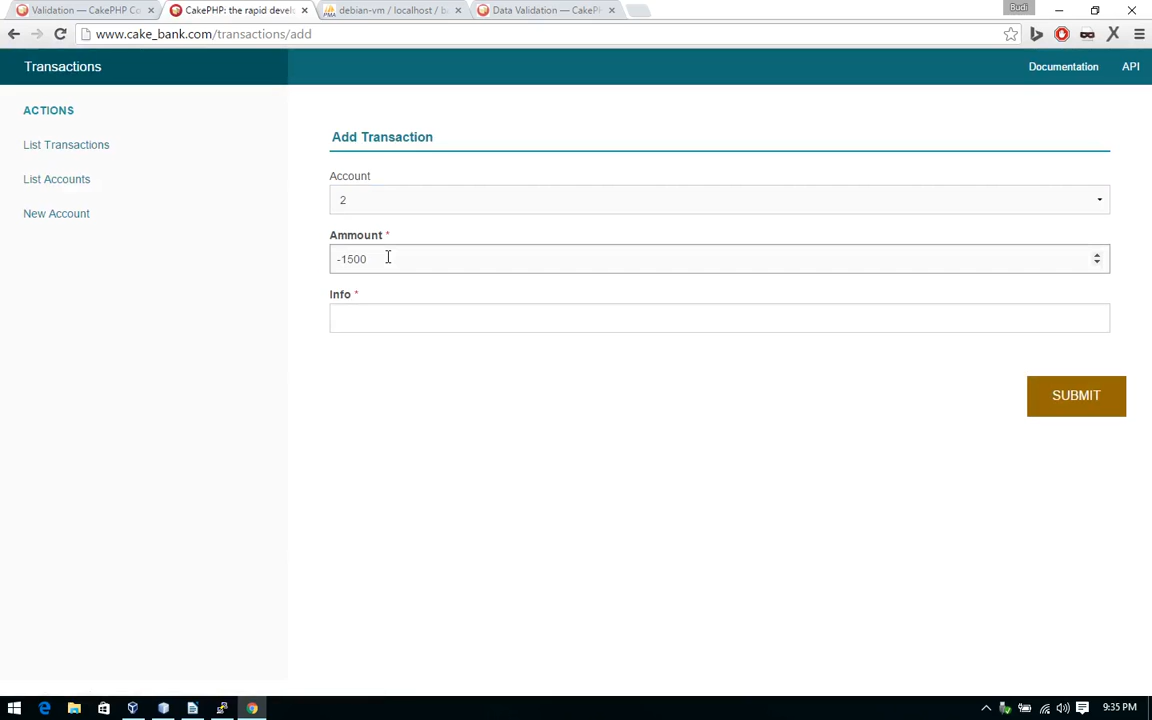 Validation — CakePHP Co
CakePHP: the rapid devel
debian-vm / localhost / b
Data Validation — CakePH
Budi
www.cake_bank.com/transactions/add
Transactions
Documentation
API
ACTIONS
List Transactions
List Accounts
New Account
Add Transaction
Account
2
Ammount *
-1500
Info *
SUBMIT
9:35 PM